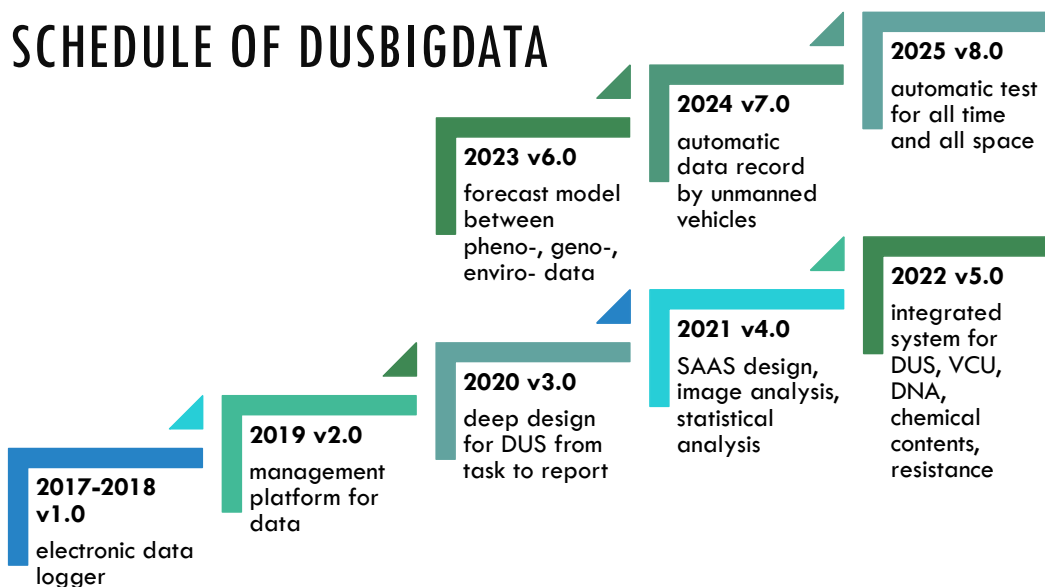 SCHEDULE OF DUSBIGDATA
2017-2018
v1.0
electronic data
logger
2019 v2.0
management
platform for
data
2020 v3.0
deep design
for DUS from
task to report
2021 v4.0
SAAS design,
image analysis,
statistical
analysis
2022 v5.0
integrated
system for
DUS, VCU,
DNA,
chemical
contents,
resistance
2023 v6.0
forecast model
between
pheno-, geno-,
enviro- data
2024 v7.0
automatic
data record
by unmanned
vehicles
2025 v8.0
automatic test
for all time
and all space